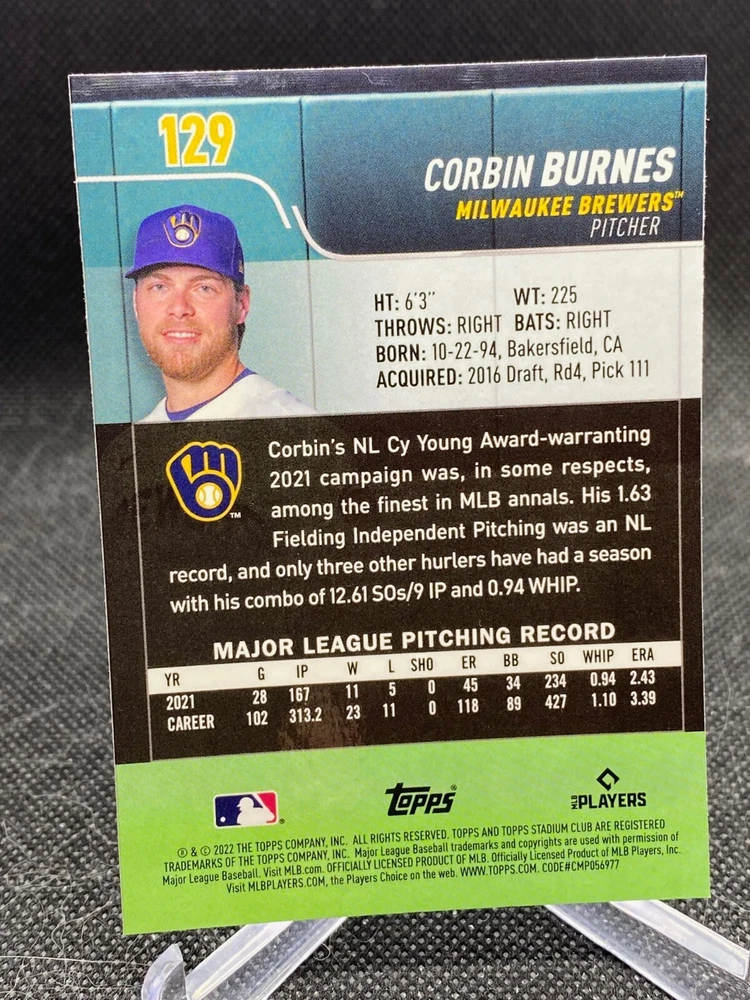 129
CORBIN BURNES
MILWAUKEE BREWERS™
PITCHER
HT: 6'3" WT: 225
THROWS: RIGHT BATS: RIGHT
BORN: 10-22-94, Bakersfield, CA
ACQUIRED: 2016 Draft, Rd4, Pick 111
Corbin's NL Cy Young Award-warranting
2021 campaign was, in some respects,
among the finest in MLB annals. His 1.63
Fielding Independent Pitching was an NL
record, and only three other hurlers have had a season
with his combo of 12.61 SOs/9 IP and 0.94 WHIP.
TM
MAJOR LEAGUE PITCHING RECORD
YR G IP W L SHO ER BB SO WHIP ERA
2021 28 167 11 5 0 45 34 234 0.94 2.43
CAREER 102 313.2 23 11 0 118 89 427 1.10 3.39
Topps®
MLB PLAYERS
® & © 2022 THE TOPPS COMPANY, INC. ALL RIGHTS RESERVED. TOPPS AND TOPPS STADIUM CLUB ARE REGISTERED
TRADEMARKS OF THE TOPPS COMPANY, INC. Major League Baseball trademarks and copyrights are used with permission of
Major League Baseball. Visit MLB.com. OFFICIALLY LICENSED PRODUCT OF MLB. Officially Licensed Product of MLB Players, Inc.
Visit MLBPLAYERS.COM, the Players Choice on the web. WWW.TOPPS.COM. CODE#CMP056977